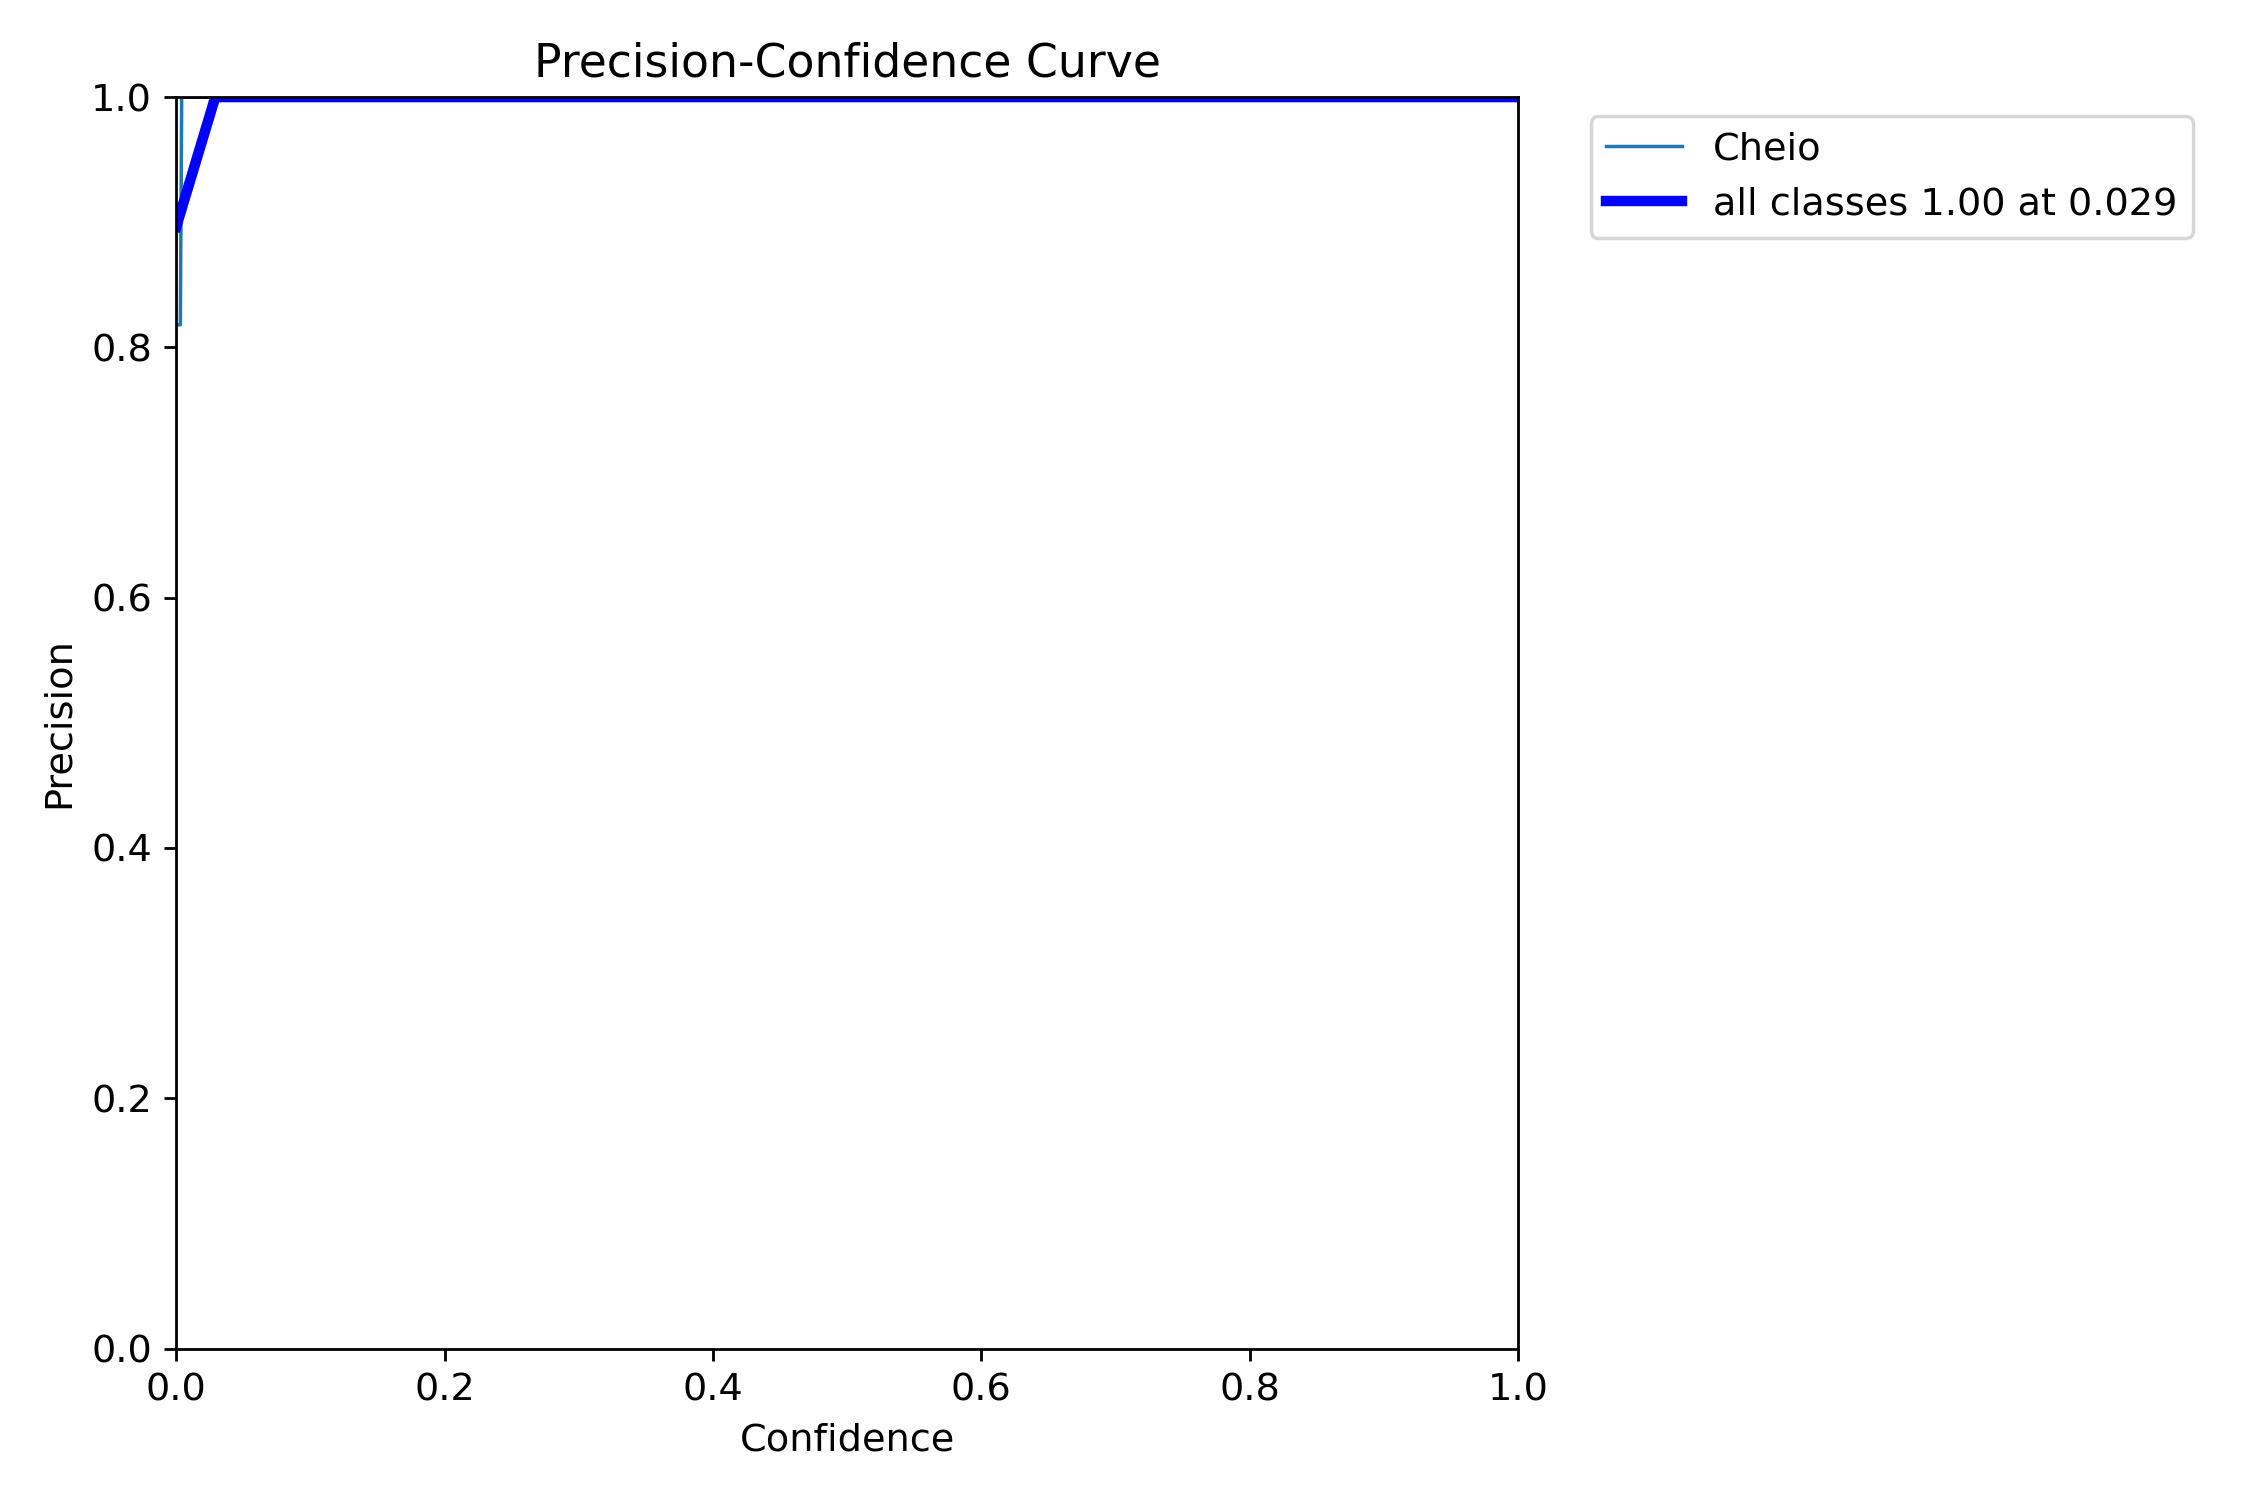 Precision-Confidence Curve
1.0
0.8
0.6
0.4
0.2
0.0
Precision
0.0 0.2 0.4 0.6 0.8 1.0
Confidence
Cheio
all classes 1.00 at 0.029